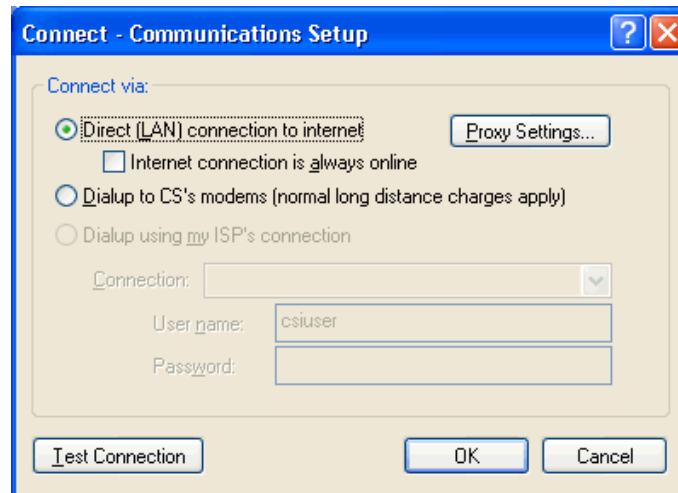 Connect - Communications Setup
Connect via:
Direct (LAN) connection to internet
Proxy Settings...
Internet connection is always online
Dialup to CS's modems (normal long distance charges apply)
Dialup using my ISP's connection
Connection:
User name: csiuser
Password:
Test Connection OK Cancel